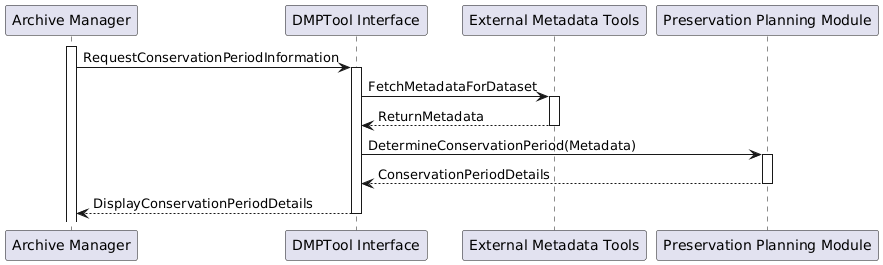 Archive Manager
DMPTool Interface
External Metadata Tools
Preservation Planning Module
RequestConservationPeriodInformation
FetchMetadataForDataset
ReturnMetadata
DetermineConservationPeriod(Metadata)
ConservationPeriodDetails
DisplayConservationPeriodDetails
Archive Manager
DMPTool Interface
External Metadata Tools
Preservation Planning Module